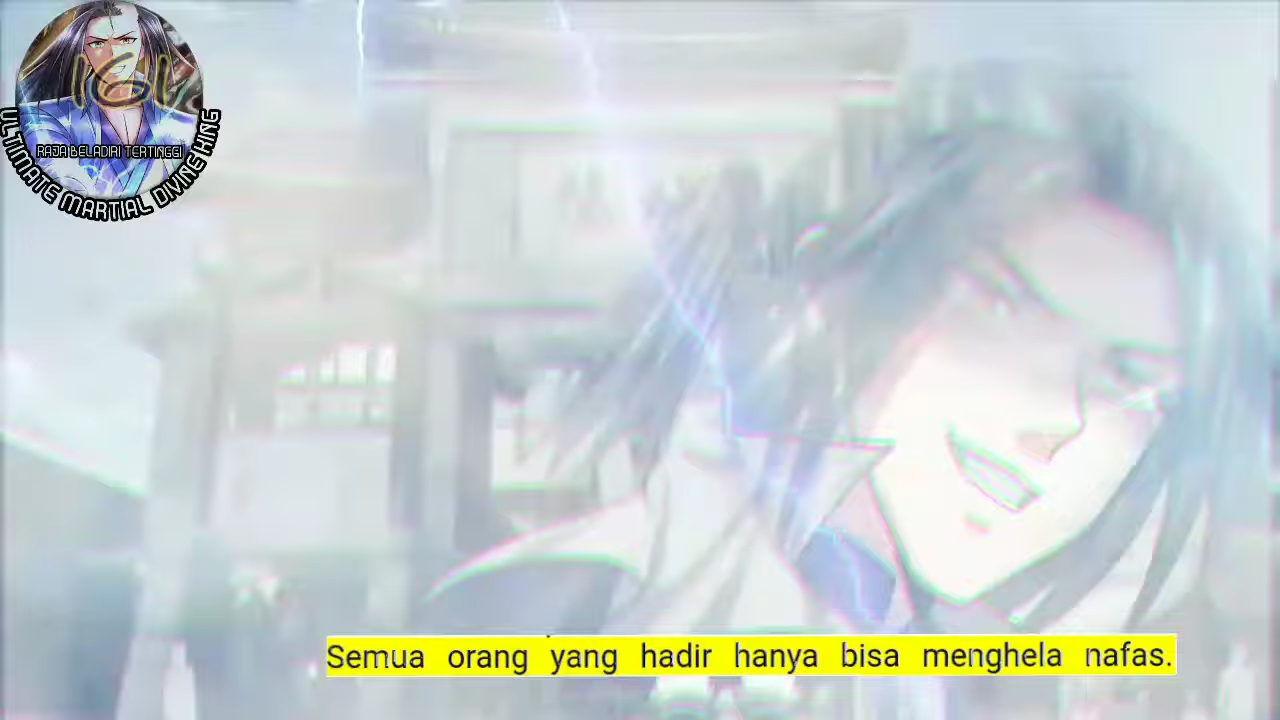 RAJA BELADIRI TERTINGGI
ULTIMATE MARTIAL DIVINE KING
Semua orang yang hadir hanya bisa menghela nafas.